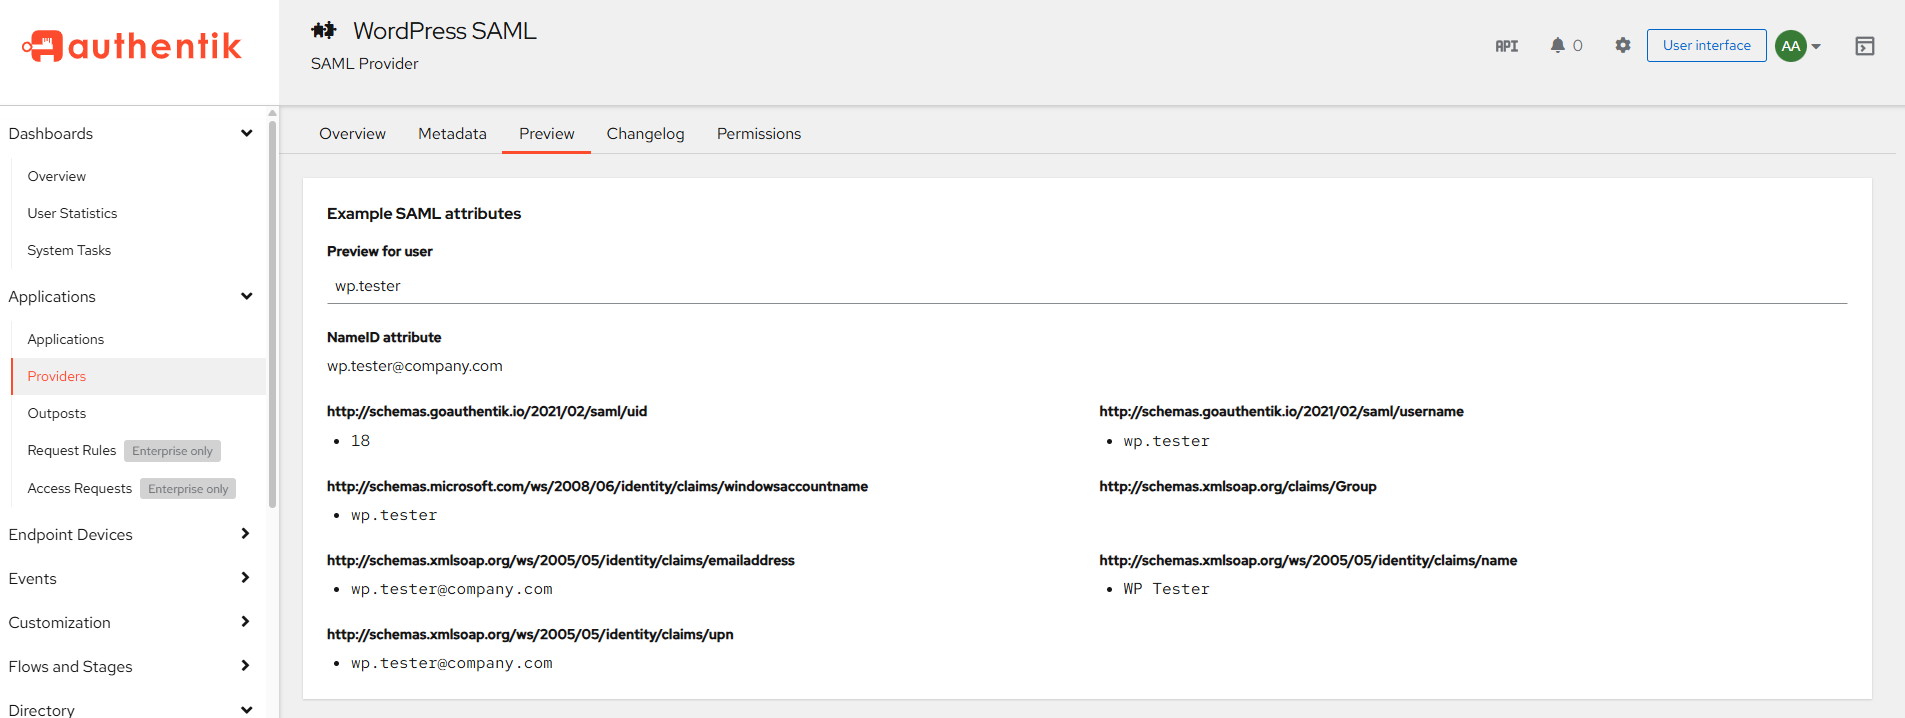 authentik
WordPress SAML
SAML Provider
API
0
User interface
AA
Dashboards
Overview
User Statistics
System Tasks
Applications
Applications
Providers
Outposts
Request Rules Enterprise only
Access Requests Enterprise only
Endpoint Devices
Events
Customization
Flows and Stages
Directory
Overview Metadata Preview Changelog Permissions
Example SAML attributes
Preview for user
wp.tester
NameID attribute
wp.tester@company.com
http://schemas.goauthentik.io/2021/02/saml/uid
• 18
http://schemas.goauthentik.io/2021/02/saml/username
• wp.tester
http://schemas.microsoft.com/ws/2008/06/identity/claims/windowsaccountname
• wp.tester
http://schemas.xmlsoap.org/claims/Group
http://schemas.xmlsoap.org/ws/2005/05/identity/claims/emailaddress
• wp.tester@company.com
http://schemas.xmlsoap.org/ws/2005/05/identity/claims/name
• WP Tester
http://schemas.xmlsoap.org/ws/2005/05/identity/claims/upn
• wp.tester@company.com